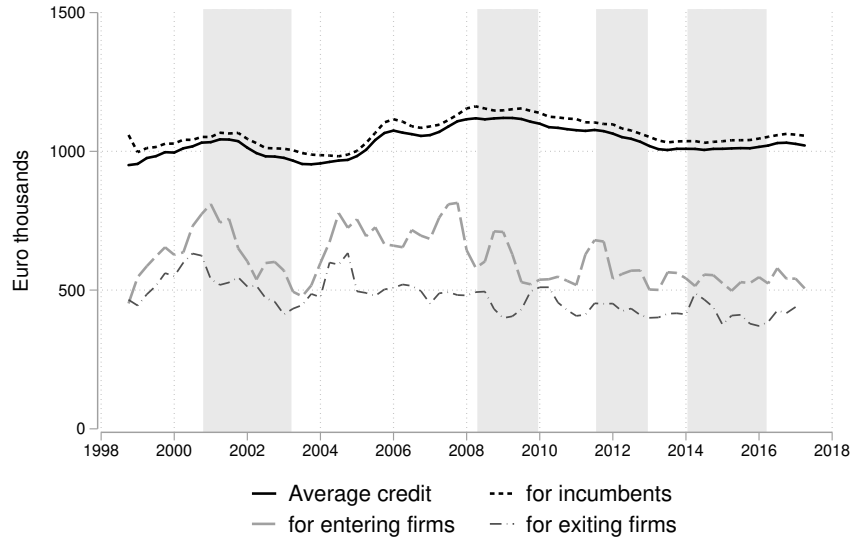 1500
1000
500
0
Euro thousands
1998 2000 2002 2004 2006 2008 2010 2012 2014 2016 2018
Average credit for incumbents
for entering firms for exiting firms